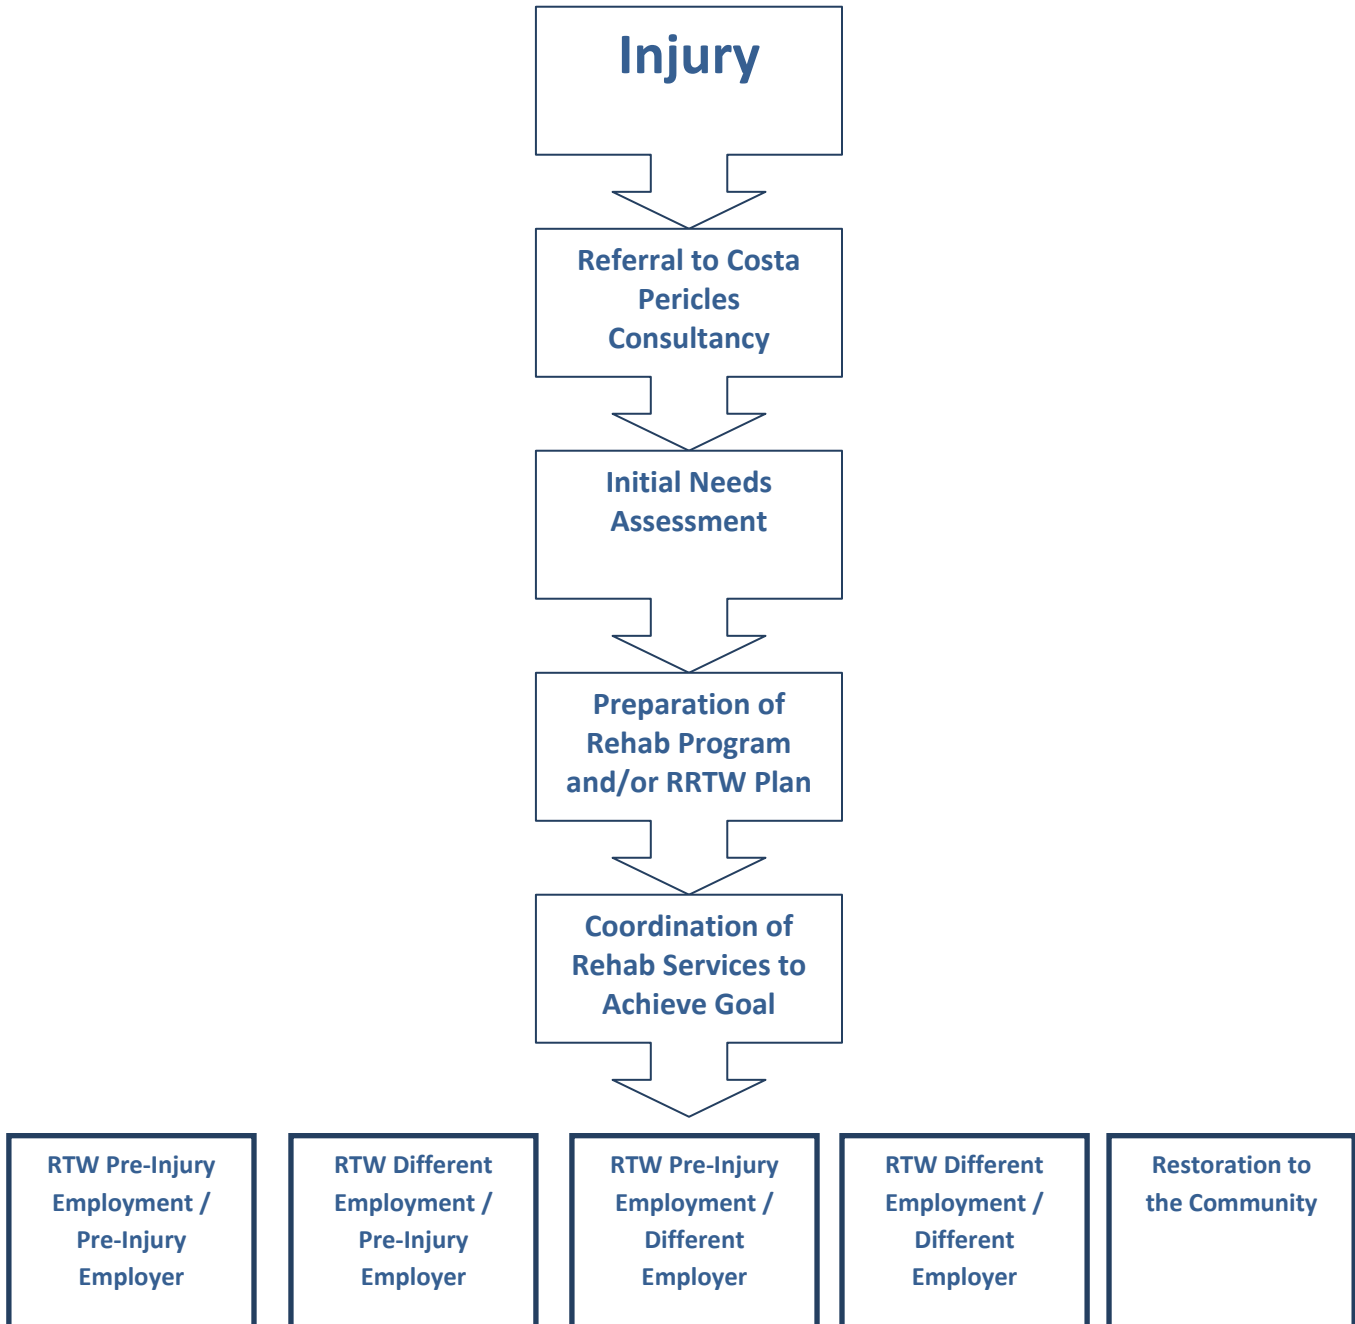 Injury
Referral to Costa
Pericles
Consultancy
Initial Needs
Assessment
Preparation of
Rehab Program
and/or RRTW Plan
Coordination of
Rehab Services to
Achieve Goal
RTW Pre-Injury
Employment /
Pre-Injury
Employer
RTW Different
Employment /
Pre-Injury
Employer
RTW Pre-Injury
Employment /
Different
Employer
RTW Different
Employment /
Different
Employer
Restoration to
the Community